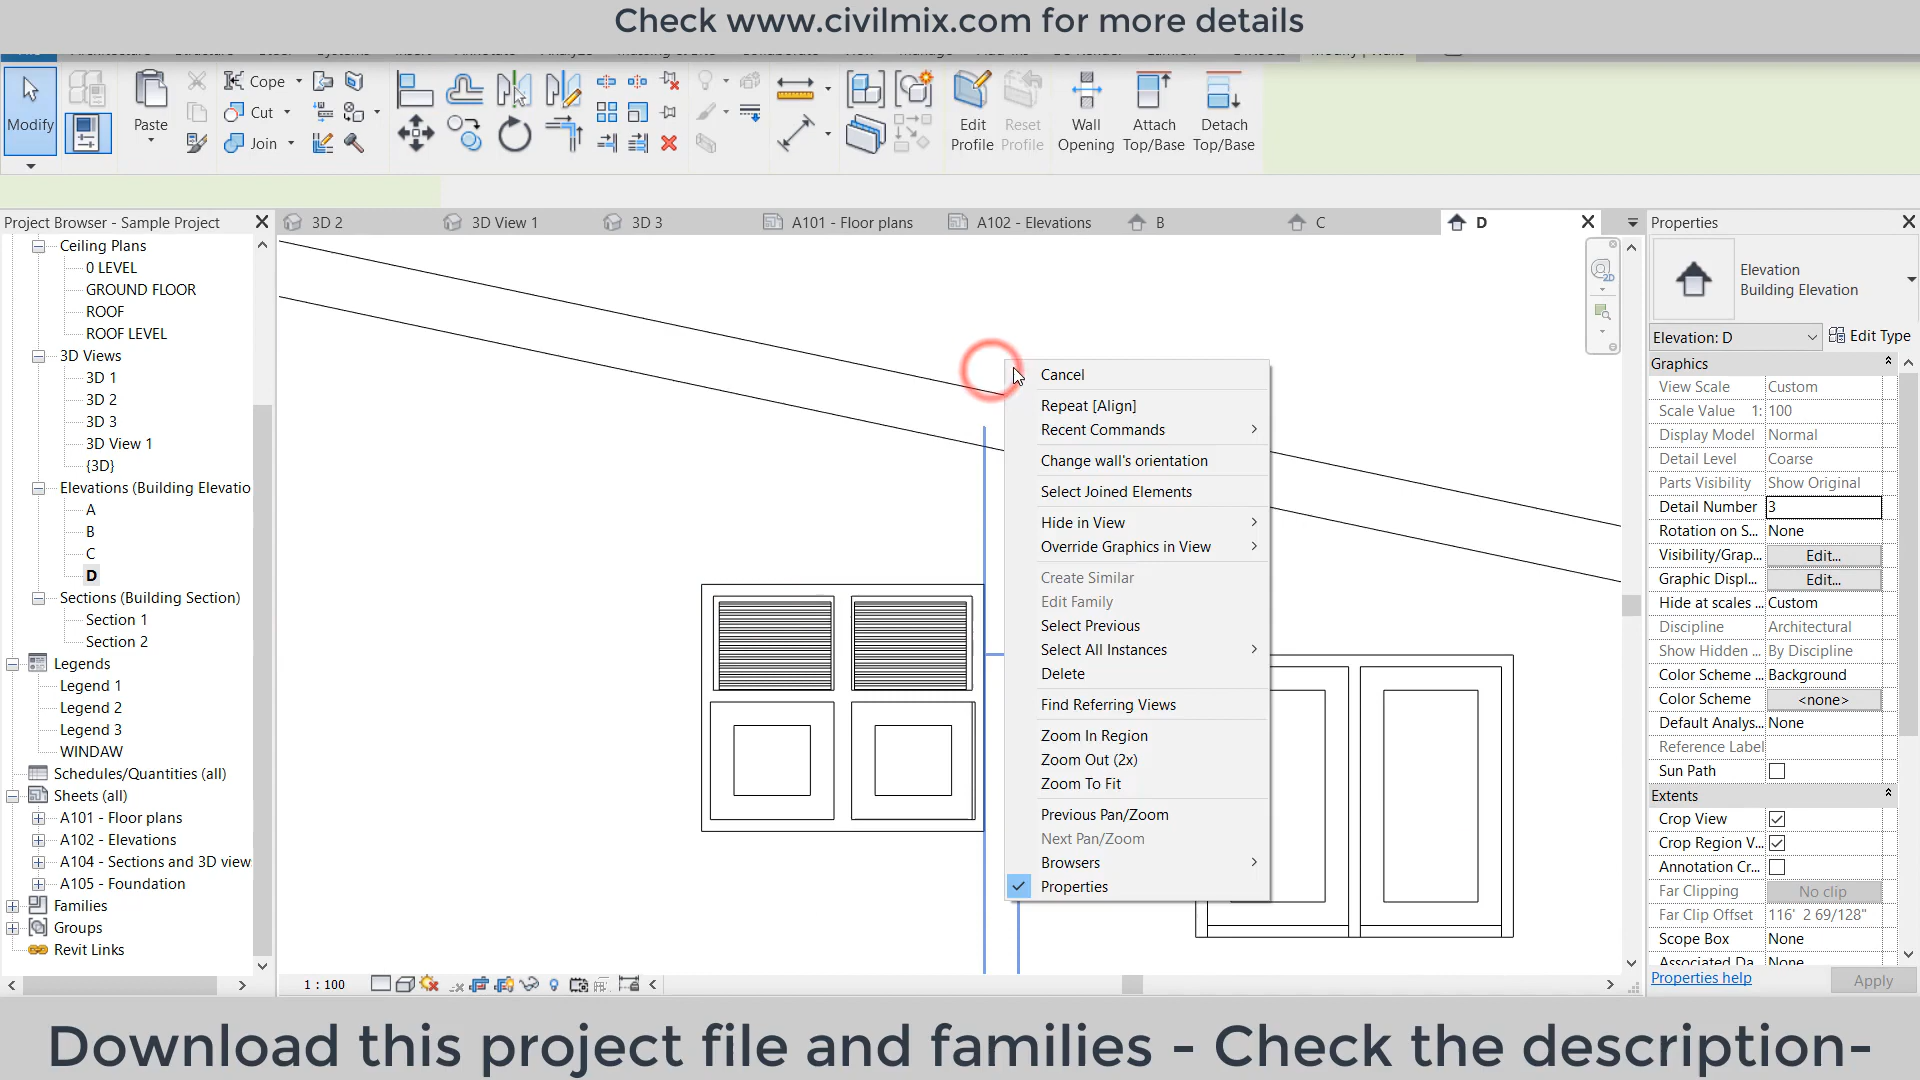 Check www.civilmix.com for more details
Modify
Paste
Cope
Cut
Join
Edit Profile
Reset Profile
Wall Opening
Attach Top/Base
Detach Top/Base
Project Browser - Sample Project
3D 2
3D View 1
3D 3
A101 - Floor plans
A102 - Elevations
B
C
D
Properties
Ceiling Plans
0 LEVEL
GROUND FLOOR
ROOF
ROOF LEVEL
3D Views
3D 1
3D 2
3D 3
3D View 1
{3D}
Elevations (Building Elevatio
A
B
C
D
Sections (Building Section)
Section 1
Section 2
Legends
Legend 1
Legend 2
Legend 3
WINDAW
Schedules/Quantities (all)
Sheets (all)
A101 - Floor plans
A102 - Elevations
A104 - Sections and 3D view
A105 - Foundation
Families
Groups
Revit Links
Cancel
Repeat [Align]
Recent Commands
Change wall's orientation
Select Joined Elements
Hide in View
Override Graphics in View
Create Similar
Edit Family
Select Previous
Select All Instances
Delete
Find Referring Views
Zoom In Region
Zoom Out (2x)
Zoom To Fit
Previous Pan/Zoom
Next Pan/Zoom
Browsers
Properties
1 : 100
2D
Elevation
Building Elevation
Elevation: D
Edit Type
Graphics
View Scale Custom
Scale Value 1: 100
Display Model Normal
Detail Level Coarse
Parts Visibility Show Original
Detail Number 3
Rotation on S... None
Visibility/Grap... Edit...
Graphic Displ... Edit...
Hide at scales ... Custom
Discipline Architectural
Show Hidden ... By Discipline
Color Scheme ... Background
Color Scheme <none>
Default Analys... None
Reference Label
Sun Path
Extents
Crop View
Crop Region V...
Annotation Cr...
Far Clipping No clip
Far Clip Offset 116' 2 69/128"
Scope Box None
Associated Da... None
Properties help
Apply
Download this project file and families - Check the description-